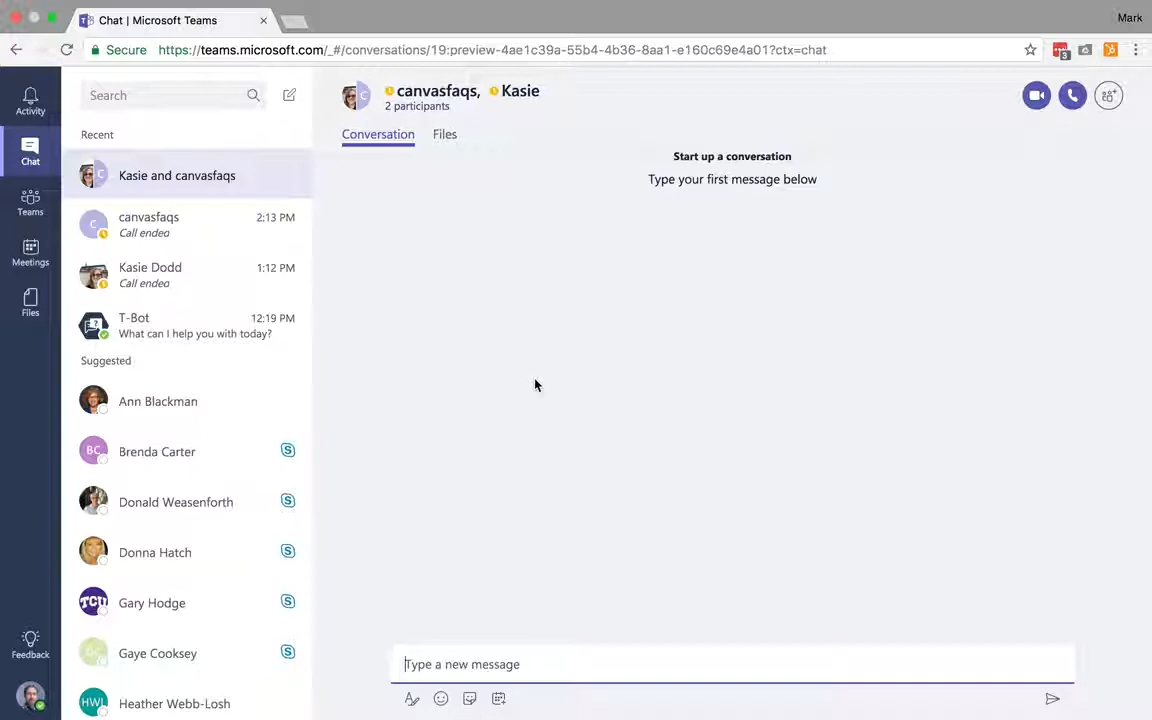 Chat | Microsoft Teams
Mark
Secure
https://teams.microsoft.com/_#/conversations/19:preview-4ae1c39a-55b4-4b36-8aa1-e160c69e4a01?ctx=chat
3
Activity
Chat
Teams
Meetings
Files
Feedback
Search
Recent
C
Kasie and canvasfaqs
C
canvasfaqs
2:13 PM
Call ended
Kasie Dodd
1:12 PM
Call ended
T-Bot
12:19 PM
What can I help you with today?
Suggested
Ann Blackman
BC
Brenda Carter
Donald Weasenforth
Donna Hatch
TCU
Gary Hodge
Gaye Cooksey
HWL
Heather Webb-Losh
C
canvasfaqs, Kasie
2 participants
Conversation
Files
Start up a conversation
Type your first message below
Type a new message